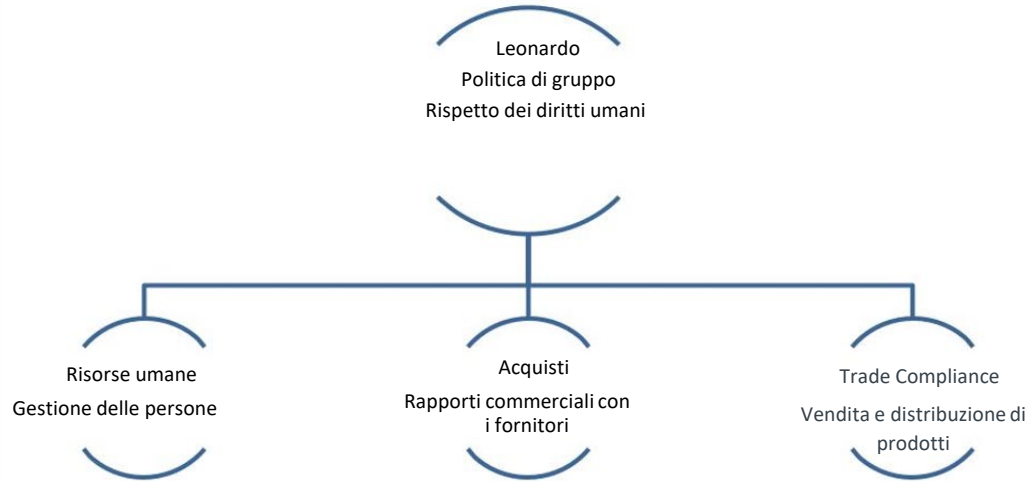 Leonardo
Politica di gruppo
Rispetto dei diritti umani
Risorse umane
Gestione delle persone
Acquisti
Rapporti commerciali con
i fornitori
Trade Compliance
Vendita e distribuzione di
prodotti